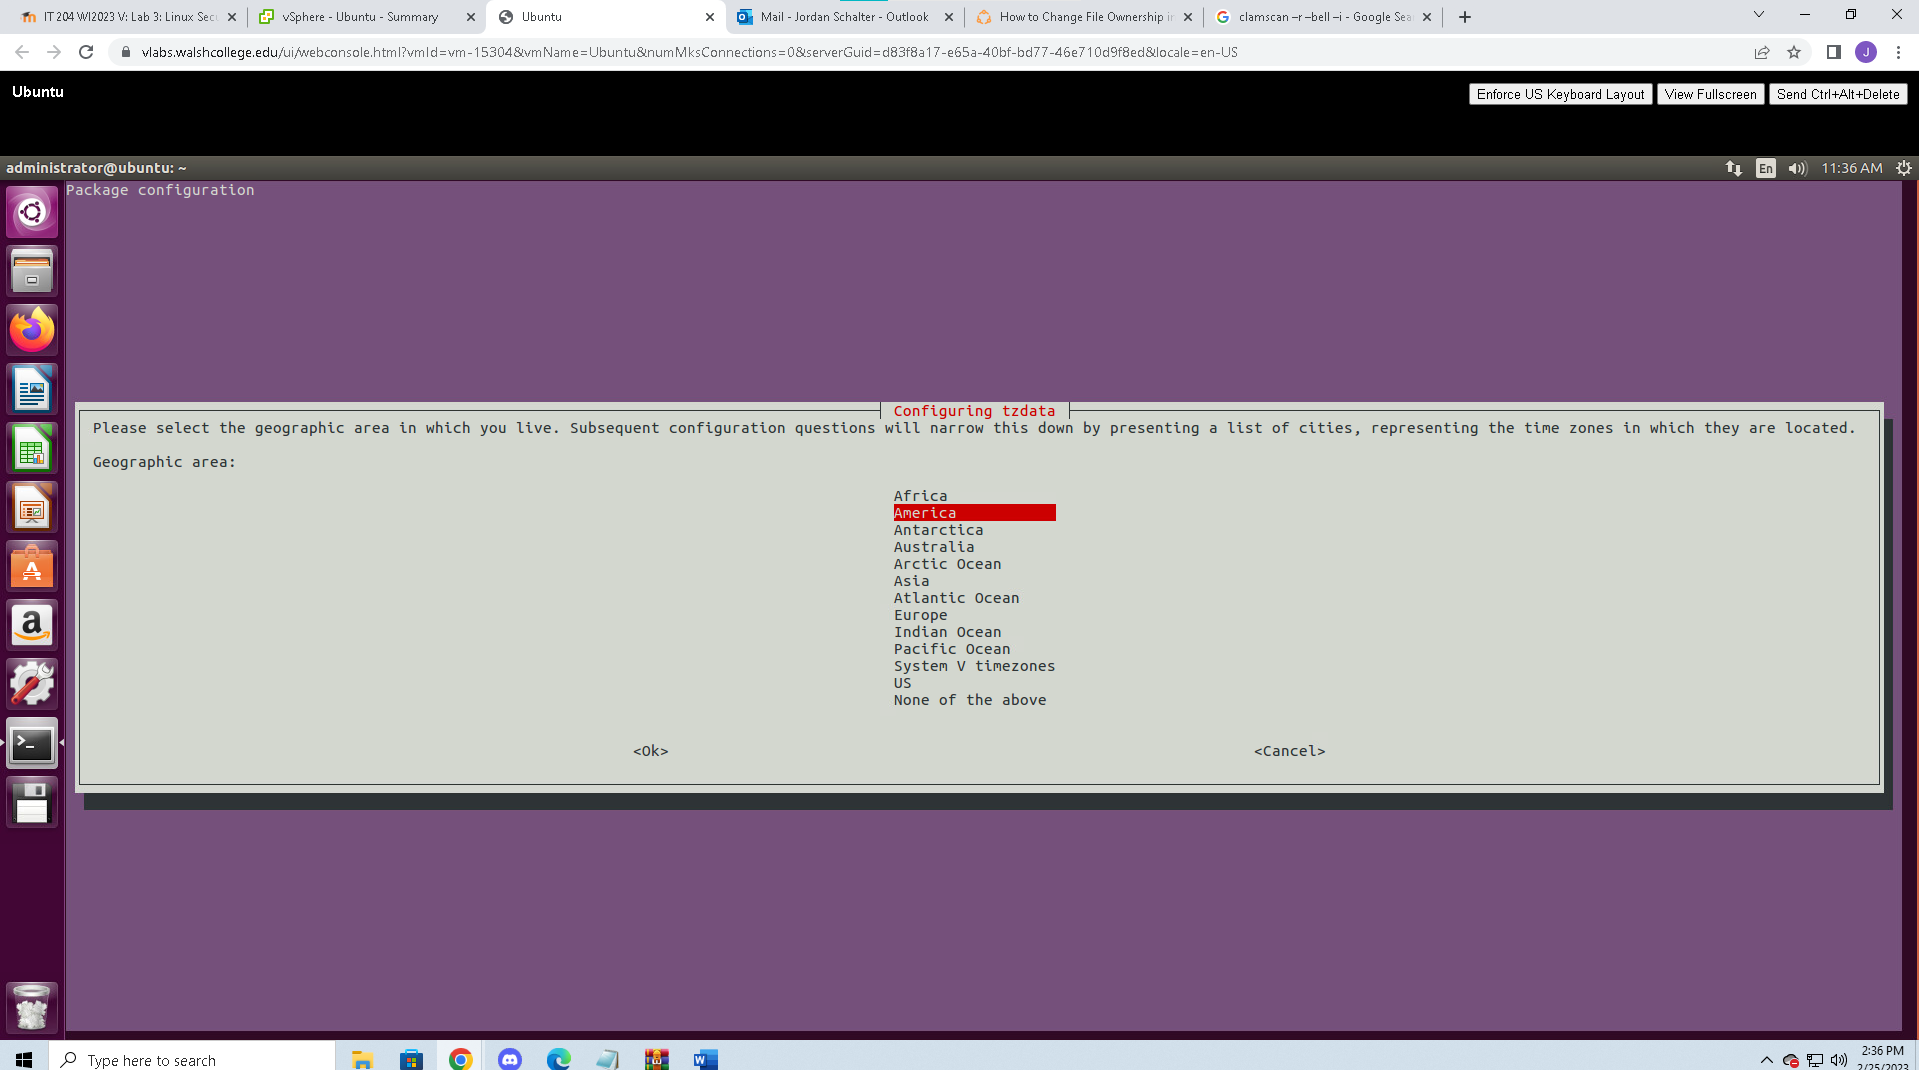 IT 204 WI2023 V: Lab 3: Linux Secu
vSphere - Ubuntu - Summary
Ubuntu
Mail - Jordan Schalter - Outlook
How to Change File Ownership in
clamscan –r –bell –i - Google Sea
vlabs.walshcollege.edu/ui/webconsole.html?vmId=vm-15304&vmName=Ubuntu&numMksConnections=0&serverGuid=d83f8a17-e65a-40bf-bd77-46e710d9f8ed&locale=en-US
J
Ubuntu
Enforce US Keyboard Layout
View Fullscreen
Send Ctrl+Alt+Delete
administrator@ubuntu: ~
En
11:36 AM
Package configuration
Configuring tzdata
Please select the geographic area in which you live. Subsequent configuration questions will narrow this down by presenting a list of cities, representing the time zones in which they are located.
Geographic area:
Africa
America
Antarctica
Australia
Arctic Ocean
Asia
Atlantic Ocean
Europe
Indian Ocean
Pacific Ocean
System V timezones
US
None of the above
<Ok>
<Cancel>
Type here to search
2:36 PM
2/25/2023